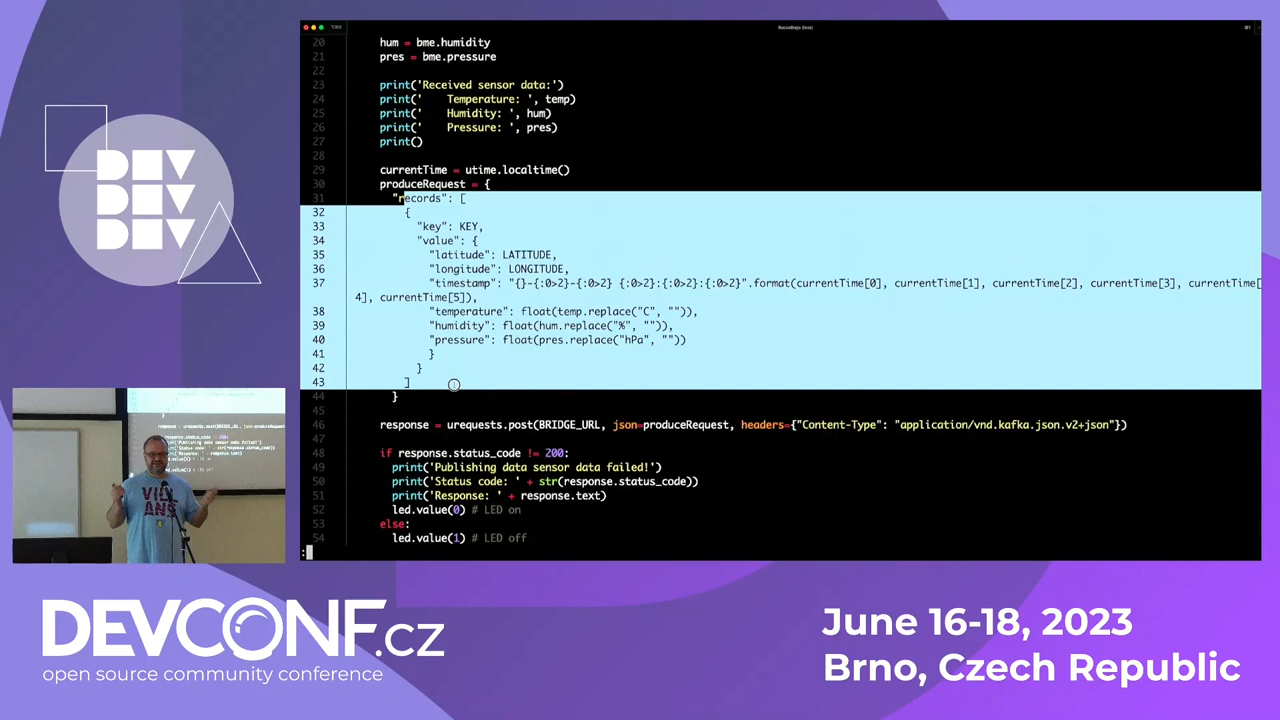 20 hum = bme.humidity
21 pres = bme.pressure
22
23 print('Received sensor data:')
24 print('    Temperature: ', temp)
25 print('    Humidity: ', hum)
26 print('    Pressure: ', pres)
27 print()
28
29 currentTime = utime.localtime()
30 produceRequest = {
31 "records": [
32 {
33 "key": KEY,
34 "value": {
35 "latitude": LATITUDE,
36 "longitude": LONGITUDE,
37 "timestamp": "{}-{:0>2}-{:0>2} {:0>2}:{:0>2}:{:0>2}".format(currentTime[0], currentTime[1], currentTime[2], currentTime[3], currentTime[
4], currentTime[5]),
38 "temperature": float(temp.replace("C", "")),
39 "humidity": float(hum.replace("%", "")),
40 "pressure": float(pres.replace("hPa", ""))
41 }
42 }
43 ]
44 }
45
46 response = urequests.post(BRIDGE_URL, json=produceRequest, headers={"Content-Type": "application/vnd.kafka.json.v2+json"})
47
48 if response.status_code != 200:
49 print('Publishing data sensor data failed!')
50 print('Status code: ' + str(response.status_code))
51 print('Response: ' + response.text)
52 led.value(0) # LED on
53 else:
54 led.value(1) # LED off
:
DEV
DEV
DEV
VILLANS
DEVCONF.cz
open source community conference
June 16-18, 2023
Brno, Czech Republic